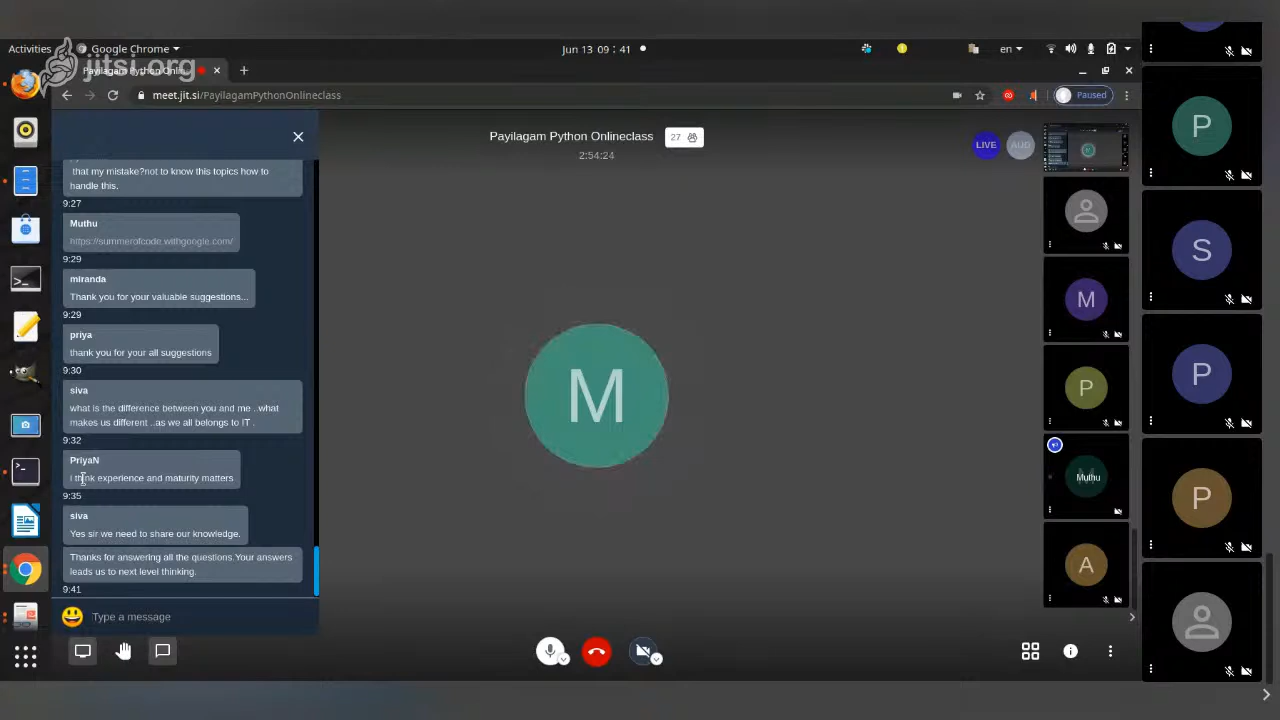 Activities
Google Chrome
Jun 13 09:41
en
jitsi.org
Payilagam Python Onlin
meet.jit.si/PayilagamPythonOnlineclass
Paused
Payilagam Python Onlineclass
27
2:54:24
LIVE
AUD
that my mistake?not to know this topics how to
handle this.
9:27
Muthu
https://summerofcode.withgoogle.com/
9:29
miranda
Thank you for your valuable suggestions...
9:29
priya
thank you for your all suggestions
9:30
siva
what is the difference between you and me ..what
makes us different ..as we all belongs to IT .
9:32
PriyaN
i think experience and maturity matters
9:35
siva
Yes sir we need to share our knowledge.
Thanks for answering all the questions.Your answers
leads us to next level thinking.
9:41
Type a message
M
M
P
Muthu
A
P
S
P
P